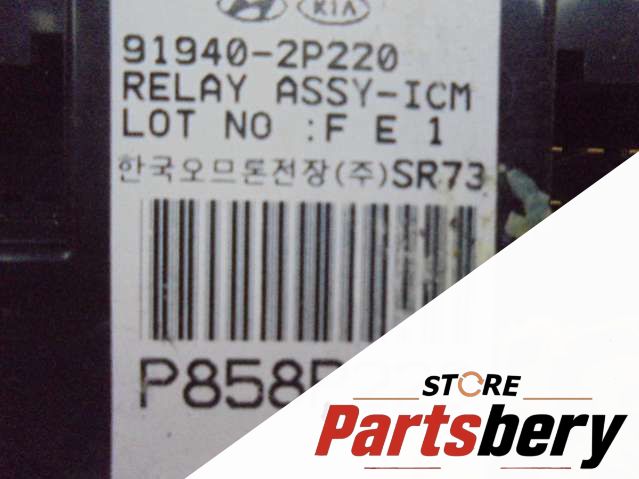 KIA
91940-2P220
RELAY ASSY-ICM
LOT NO :F E 1
한국오므론전장(주)SR73
STORE
Partsbery